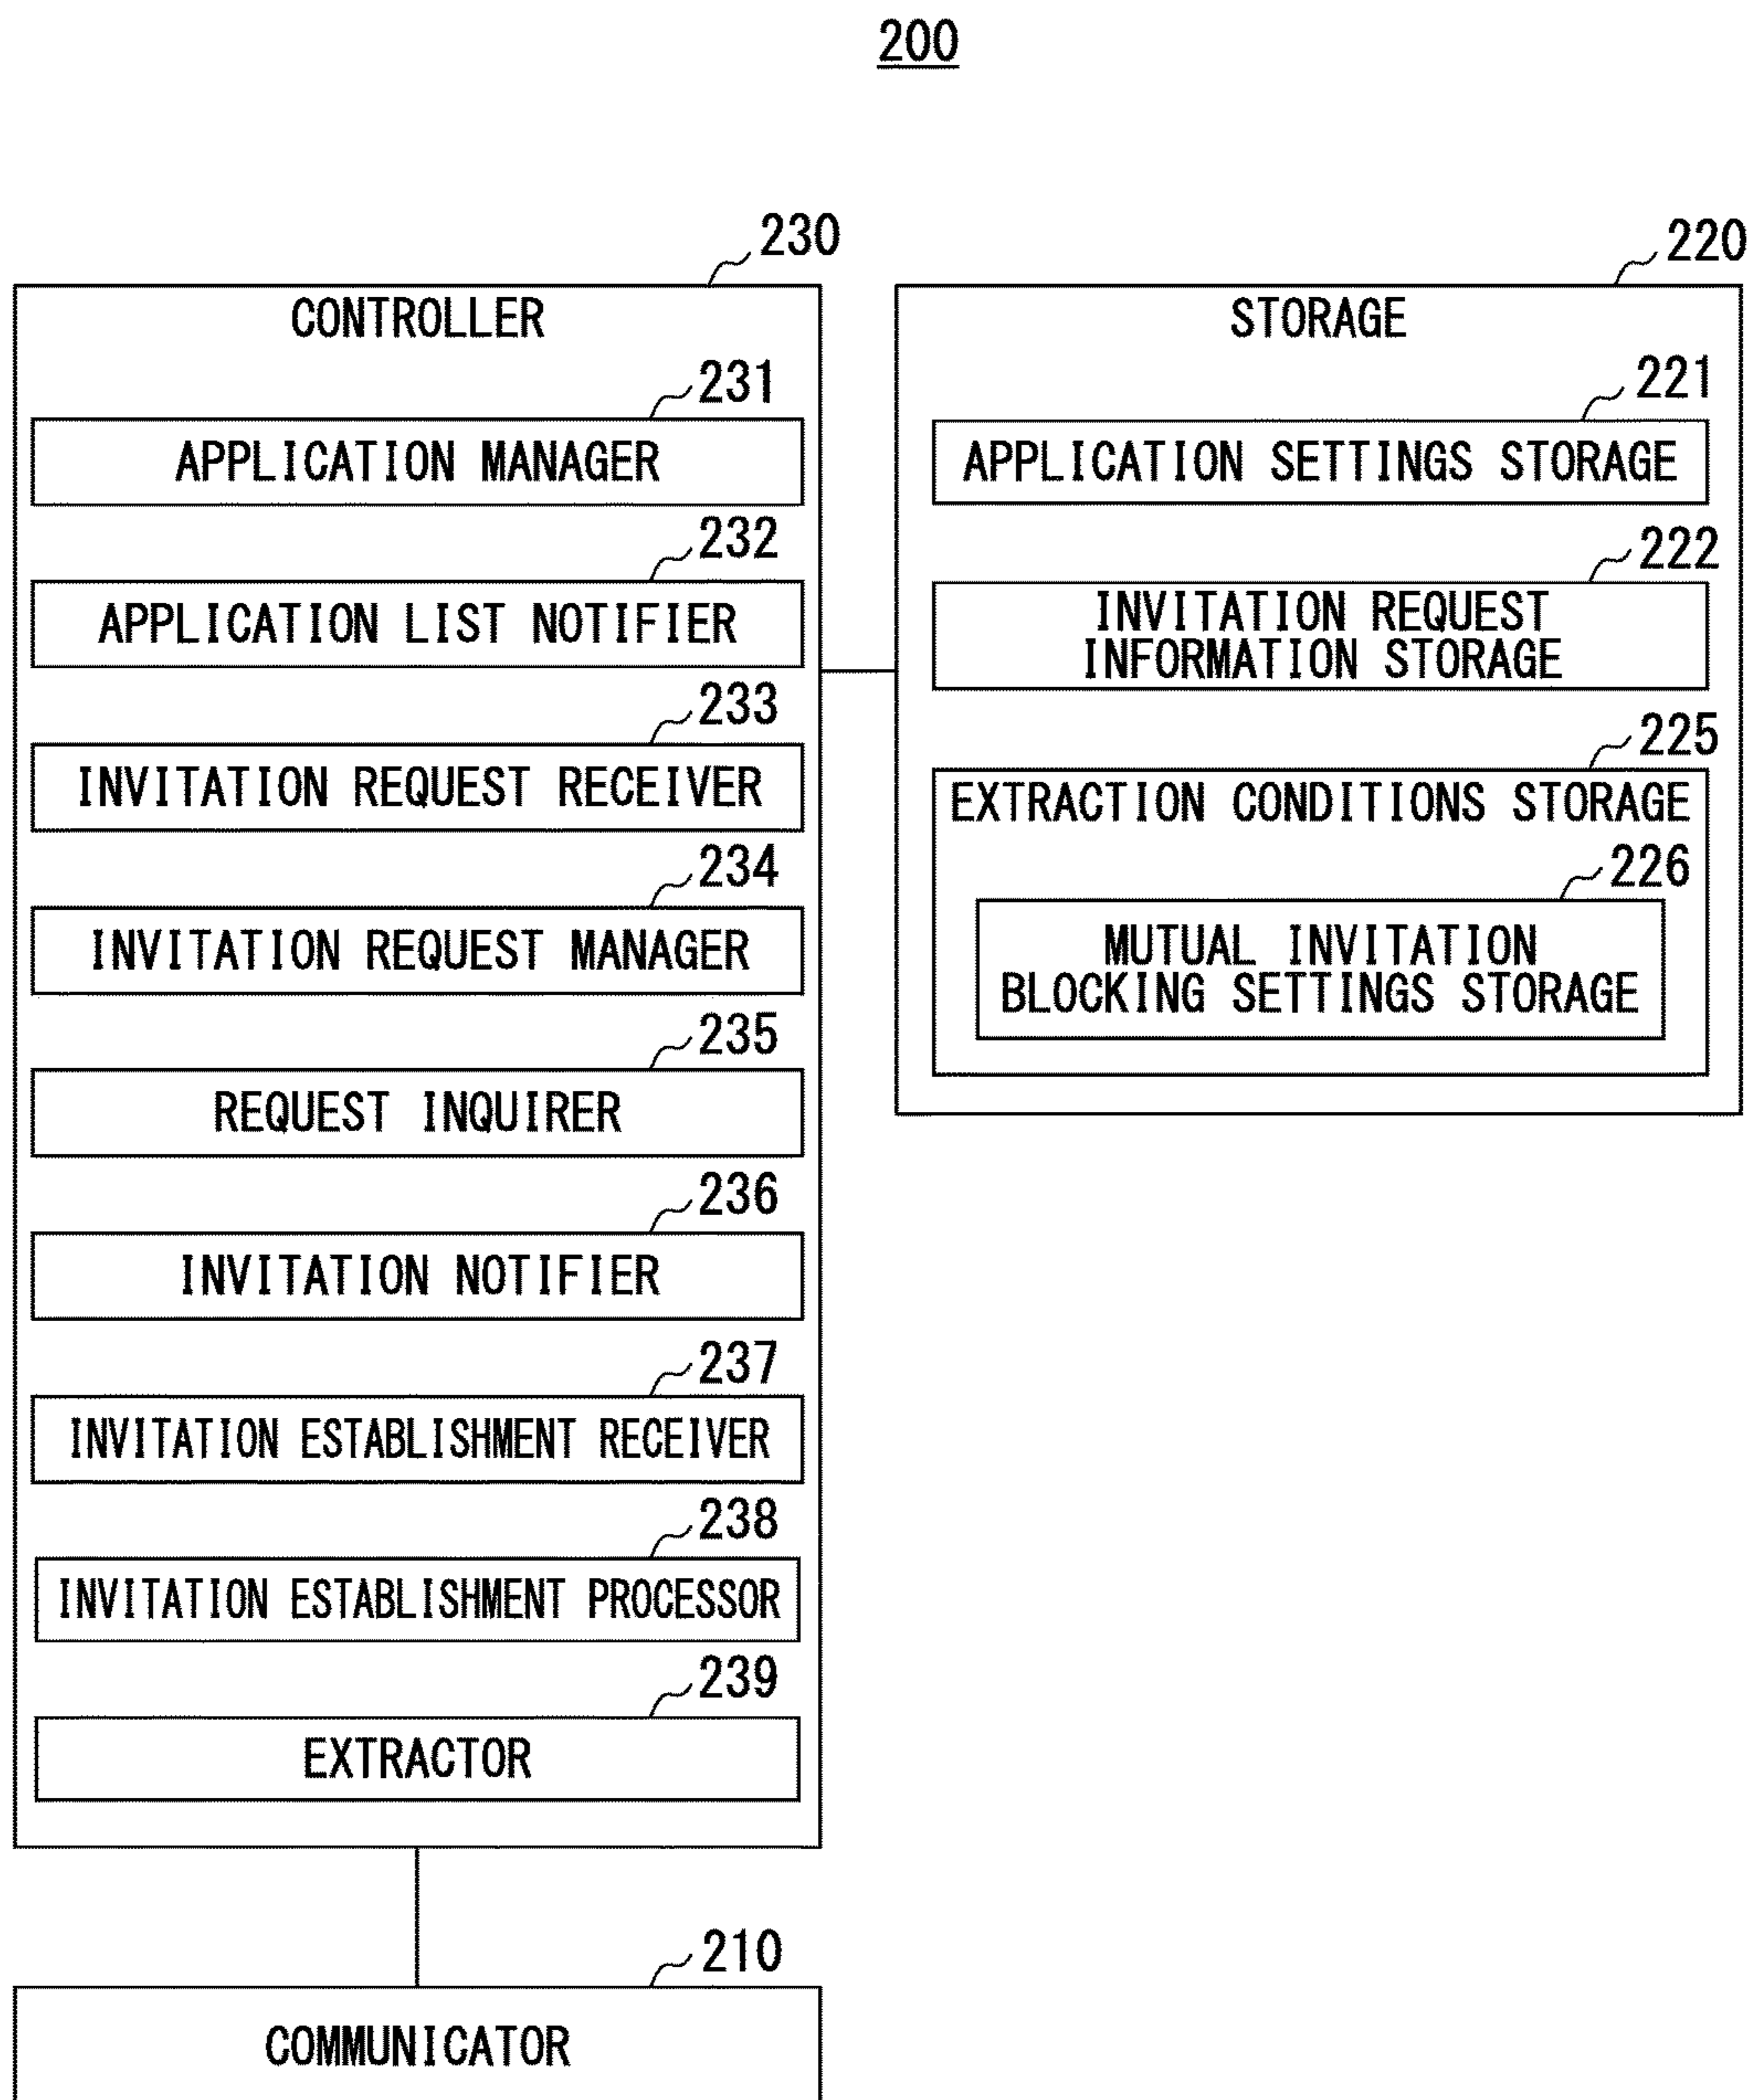 200
230
CONTROLLER
231
APPLICATION MANAGER
232
APPLICATION LIST NOTIFIER
233
INVITATION REQUEST RECEIVER
234
INVITATION REQUEST MANAGER
235
REQUEST INQUIRER
236
INVITATION NOTIFIER
237
INVITATION ESTABLISHMENT RECEIVER
238
INVITATION ESTABLISHMENT PROCESSOR
239
EXTRACTOR
220
STORAGE
221
APPLICATION SETTINGS STORAGE
222
INVITATION REQUEST
INFORMATION STORAGE
225
EXTRACTION CONDITIONS STORAGE
226
MUTUAL INVITATION
BLOCKING SETTINGS STORAGE
210
COMMUNICATOR